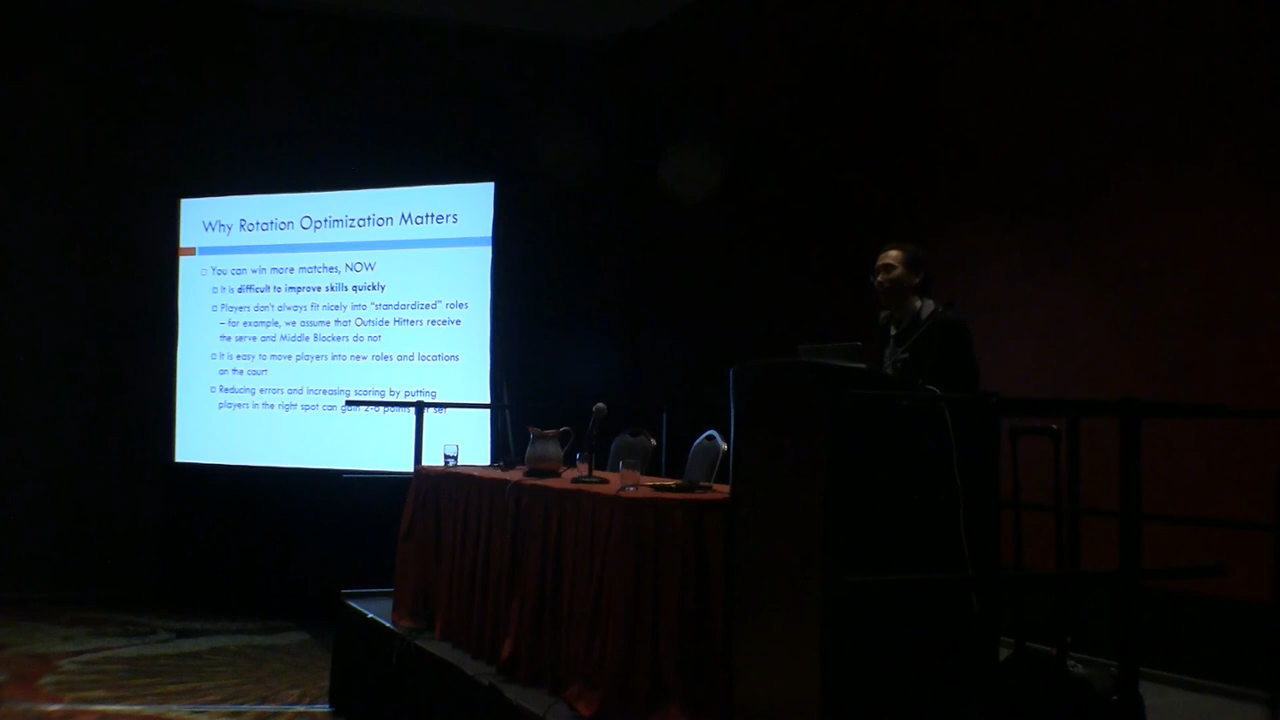 Why Rotation Optimization Matters
You can win more matches, NOW
It is difficult to improve skills quickly
Players don't always fit nicely into "standardized" roles
– for example, we assume that Outside Hitters receive
the serve and Middle Blockers do not
It is easy to move players into new roles and locations
on the court
Reducing errors and increasing scoring by putting
players in the right spot can gain points per set